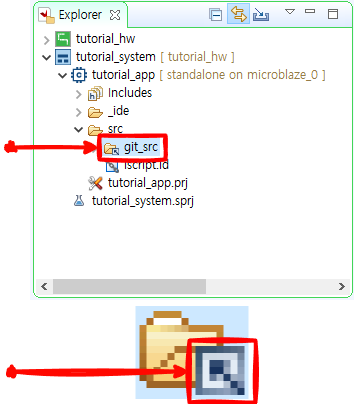 Explorer
tutorial_hw
tutorial_system [ tutorial_hw ]
tutorial_app [ standalone on microblaze_0 ]
Includes
_ide
src
git_src
lscript.ld
tutorial_app.prj
tutorial_system.sprj